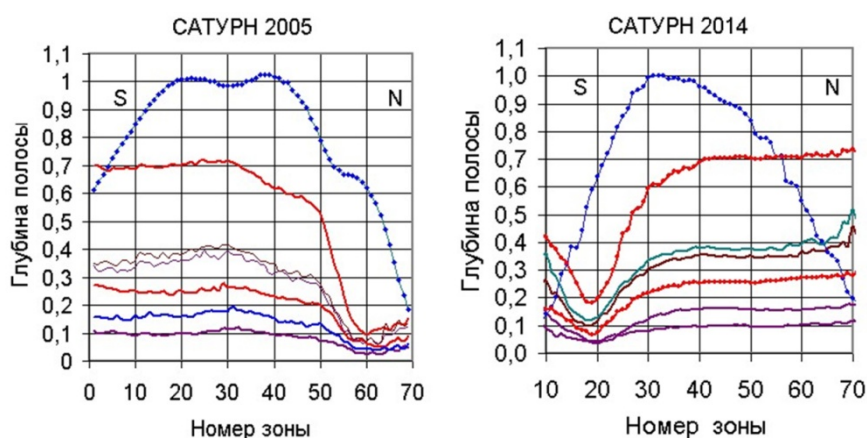 САТУРН 2005
1,1
1
0,9
0,8
0,7
0,6
0,5
0,4
0,3
0,2
0,1
0
Глубина полосы
S
N
0 10 20 30 40 50 60 70
Номер зоны
САТУРН 2014
1,1
1,0
0,9
0,8
0,7
0,6
0,5
0,4
0,3
0,2
0,1
0,0
Глубина полосы
S
N
10 20 30 40 50 60 70
Номер зоны